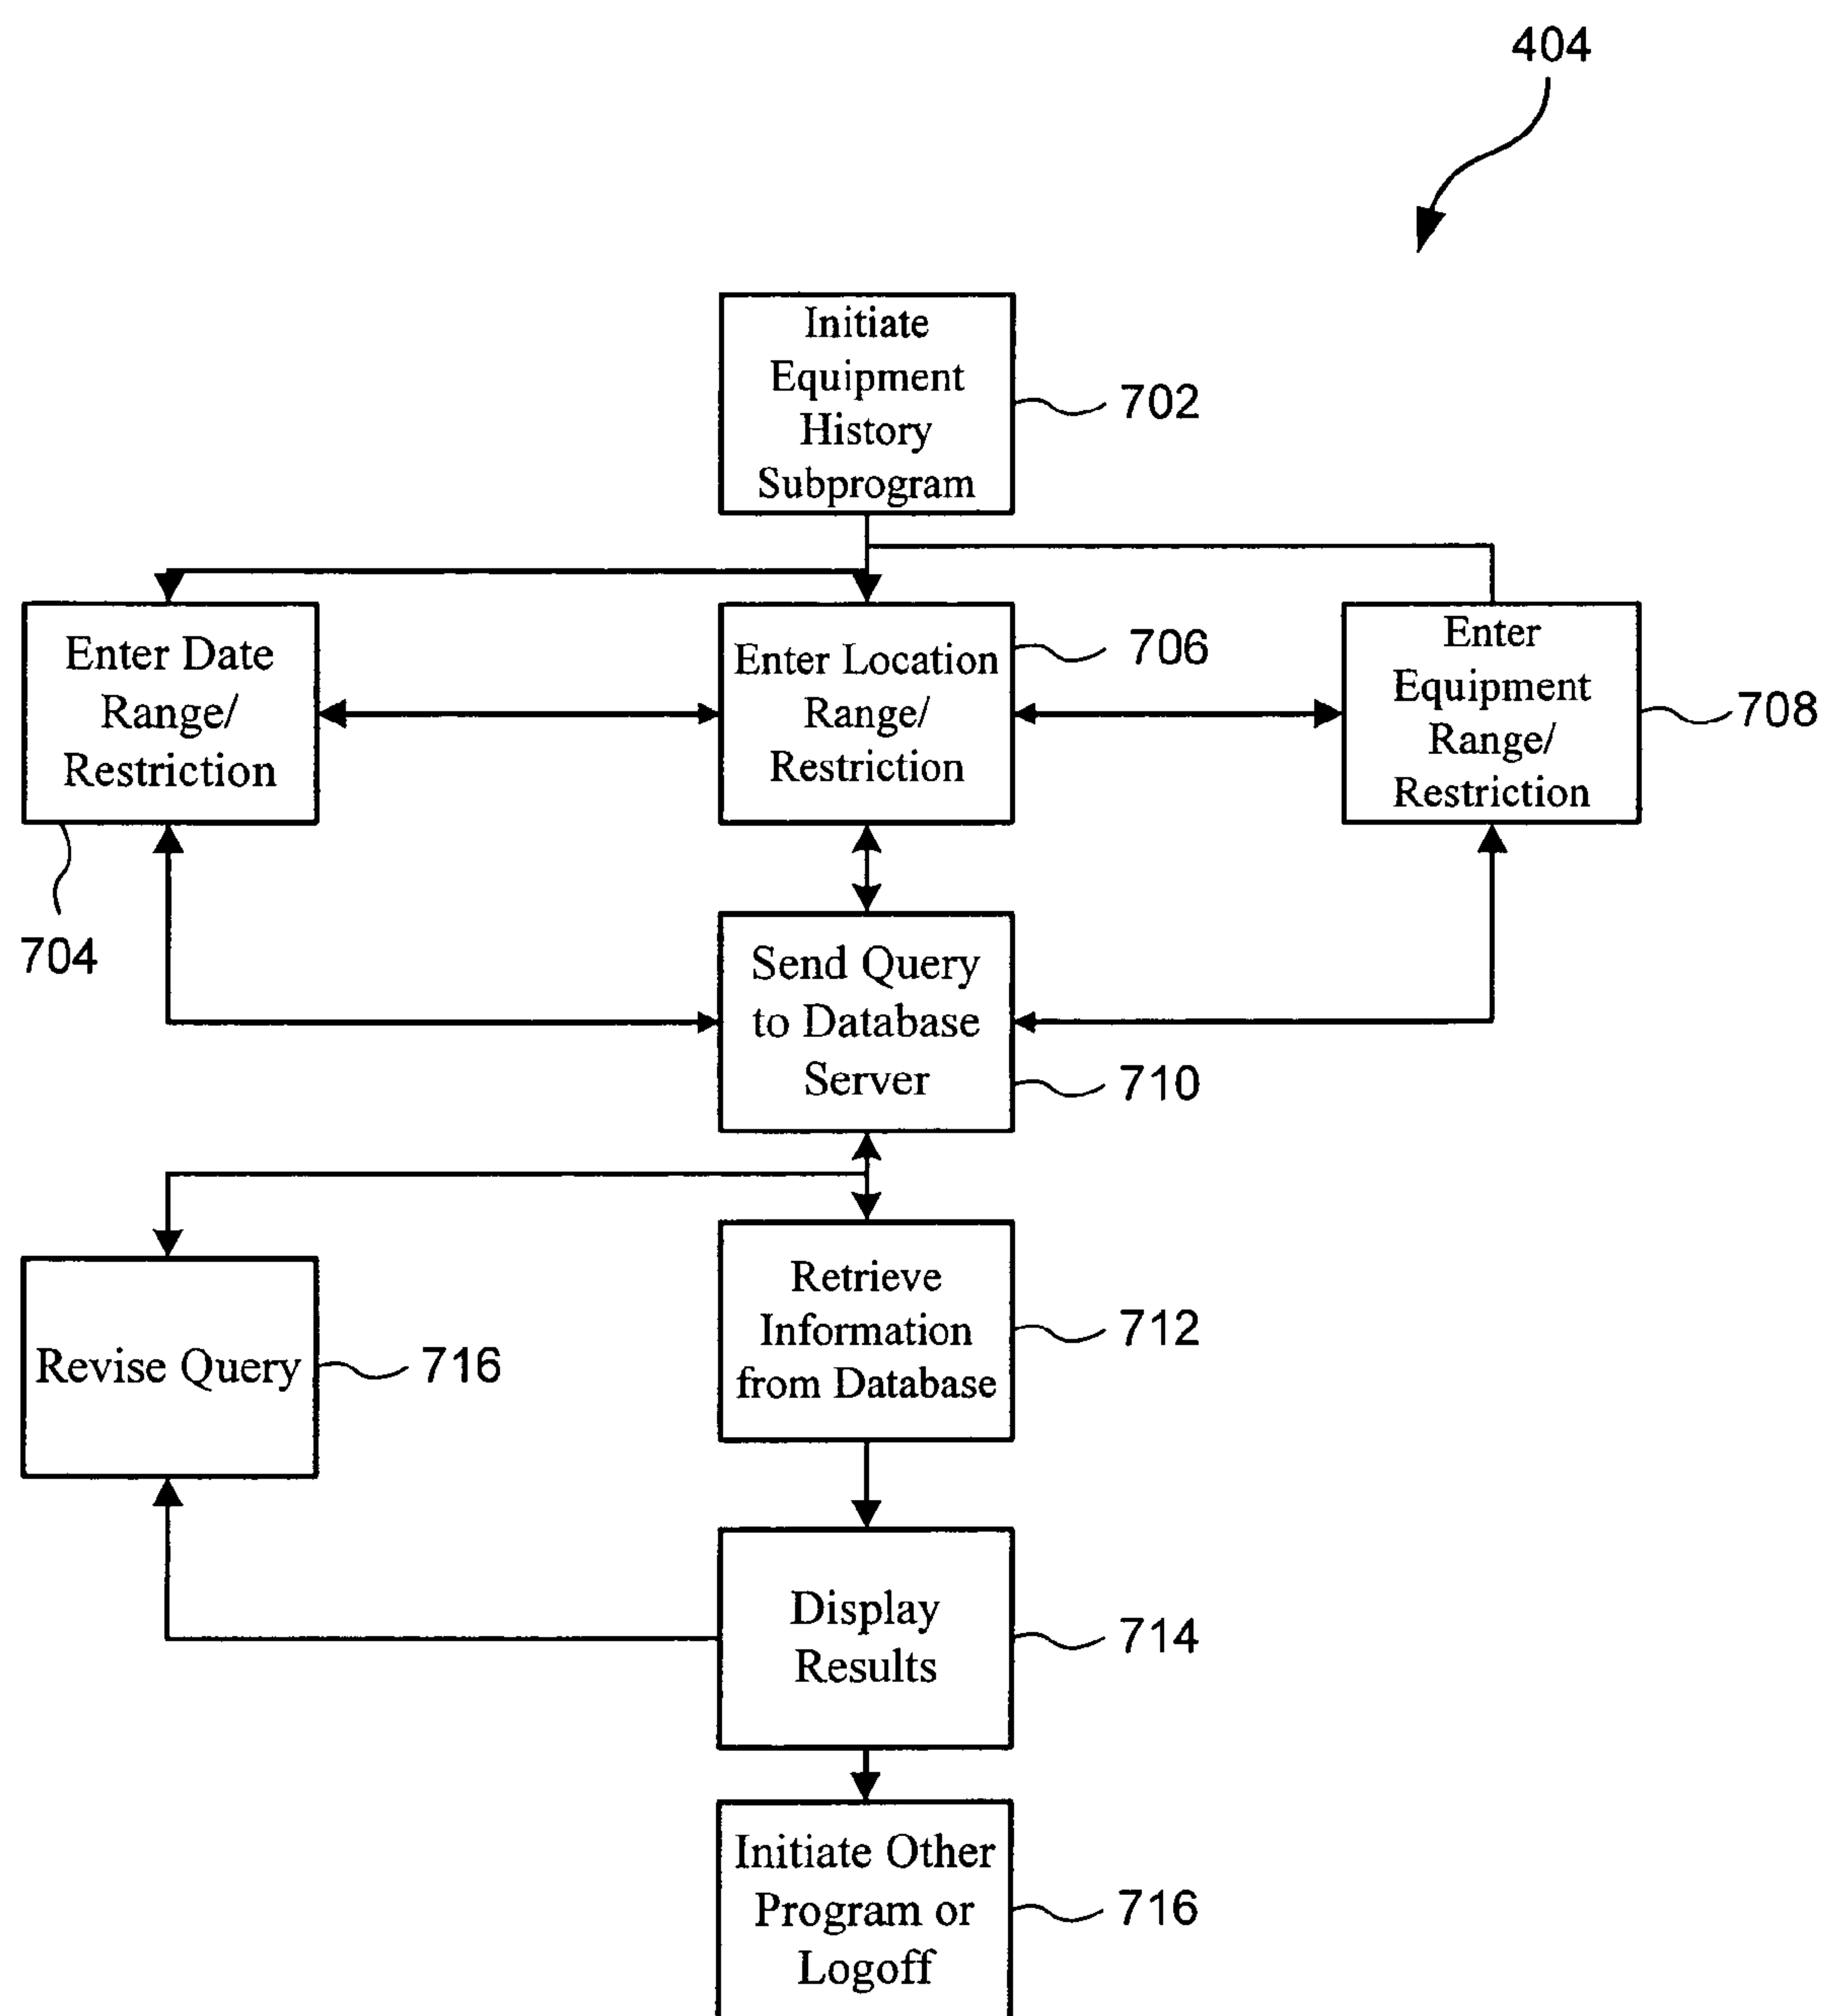 404
Initiate
Equipment
History
Subprogram
702
Enter Date
Range/
Restriction
704
Enter Location
Range/
Restriction
706
Enter
Equipment
Range/
Restriction
708
Send Query
to Database
Server
710
Revise Query
716
Retrieve
Information
from Database
712
Display
Results
714
Initiate Other
Program or
Logoff
716